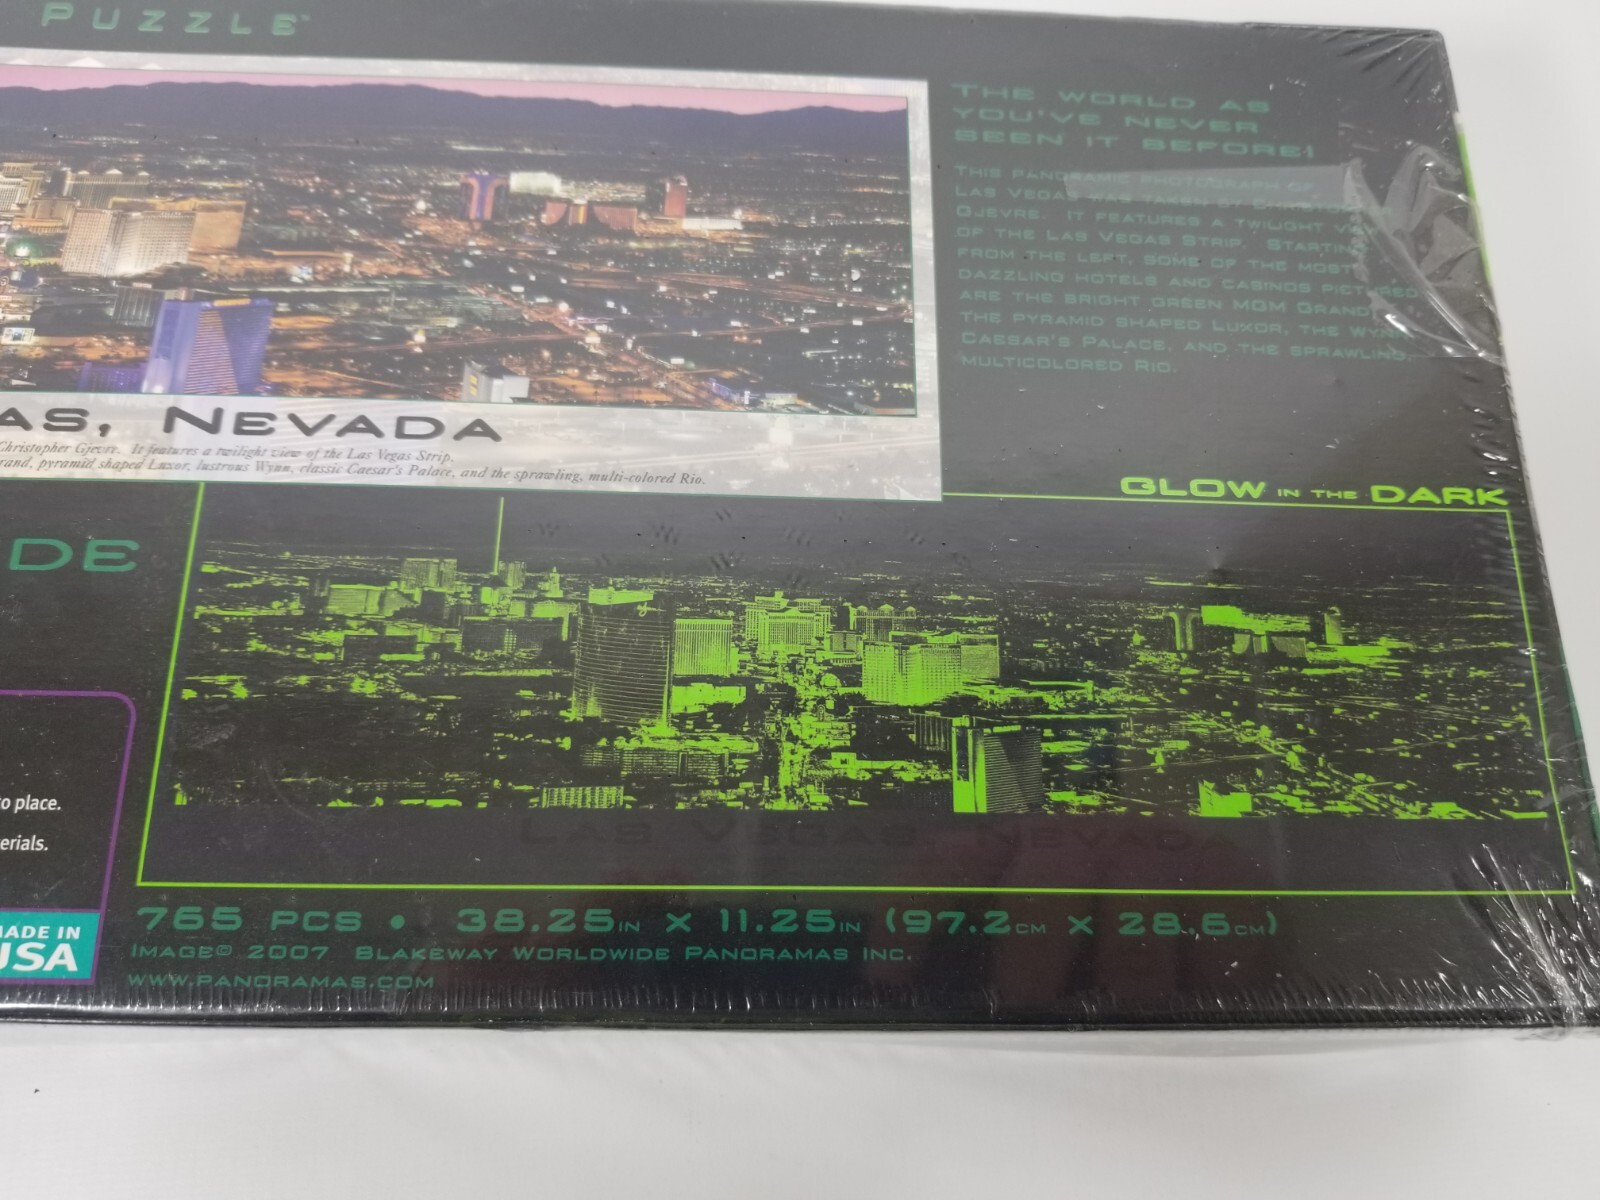 PUZZLE™
THE WORLD AS
YOU'VE NEVER
SEEN IT BEFORE!
THIS PANORAMIC PHOTOGRAPH OF
LAS VEGAS WAS TAKEN BY
GJEVRE. IT FEATURES A TWILIGHT
OF THE LAS VEGAS STRIP. STARTING
FROM THE LEFT, SOME OF THE MOST
DAZZLING HOTELS AND CASINOS PICTURED
ARE THE BRIGHT GREEN MGM GRAND,
THE PYRAMID SHAPED LUXOR, THE WYNN,
CAESAR'S PALACE, AND THE SPRAWLING,
MULTICOLORED RIO.
AS, NEVADA
Christopher Gjevre. It features a twilight view of the Las Vegas Strip.
rand, pyramid shaped Luxor, lustrous Wynn, classic Caesar's Palace, and the sprawling, multi-colored Rio.
GLOW IN THE DARK
DE
to place.
erials.
LAS VEGAS, NEVADA
MADE IN
USA
765 PCS • 38.25IN X 11.25IN (97.2CM X 28.6CM)
IMAGE© 2007 BLAKEWAY WORLDWIDE PANORAMAS INC.
WWW.PANORAMAS.COM